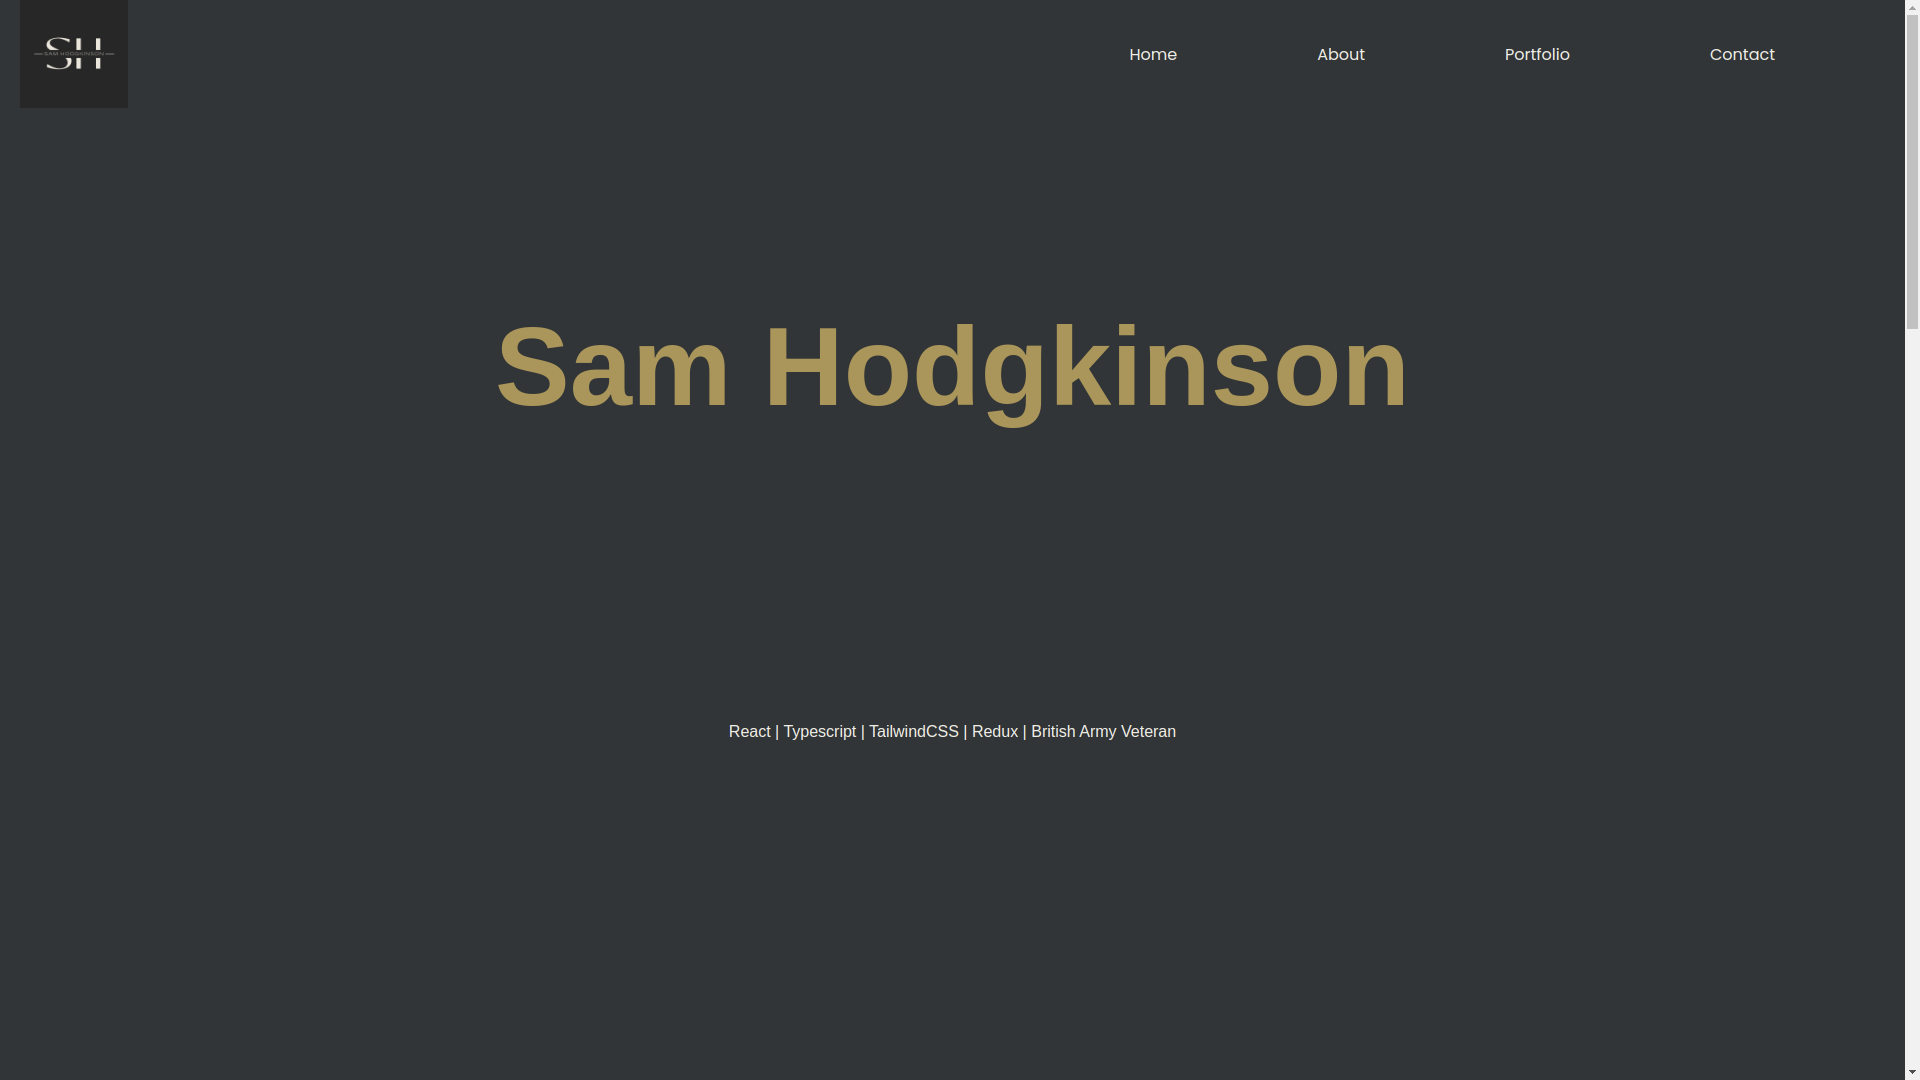 SH
SAM HODGKINSON
Home
About
Portfolio
Contact
Sam Hodgkinson
React | Typescript | TailwindCSS | Redux | British Army Veteran